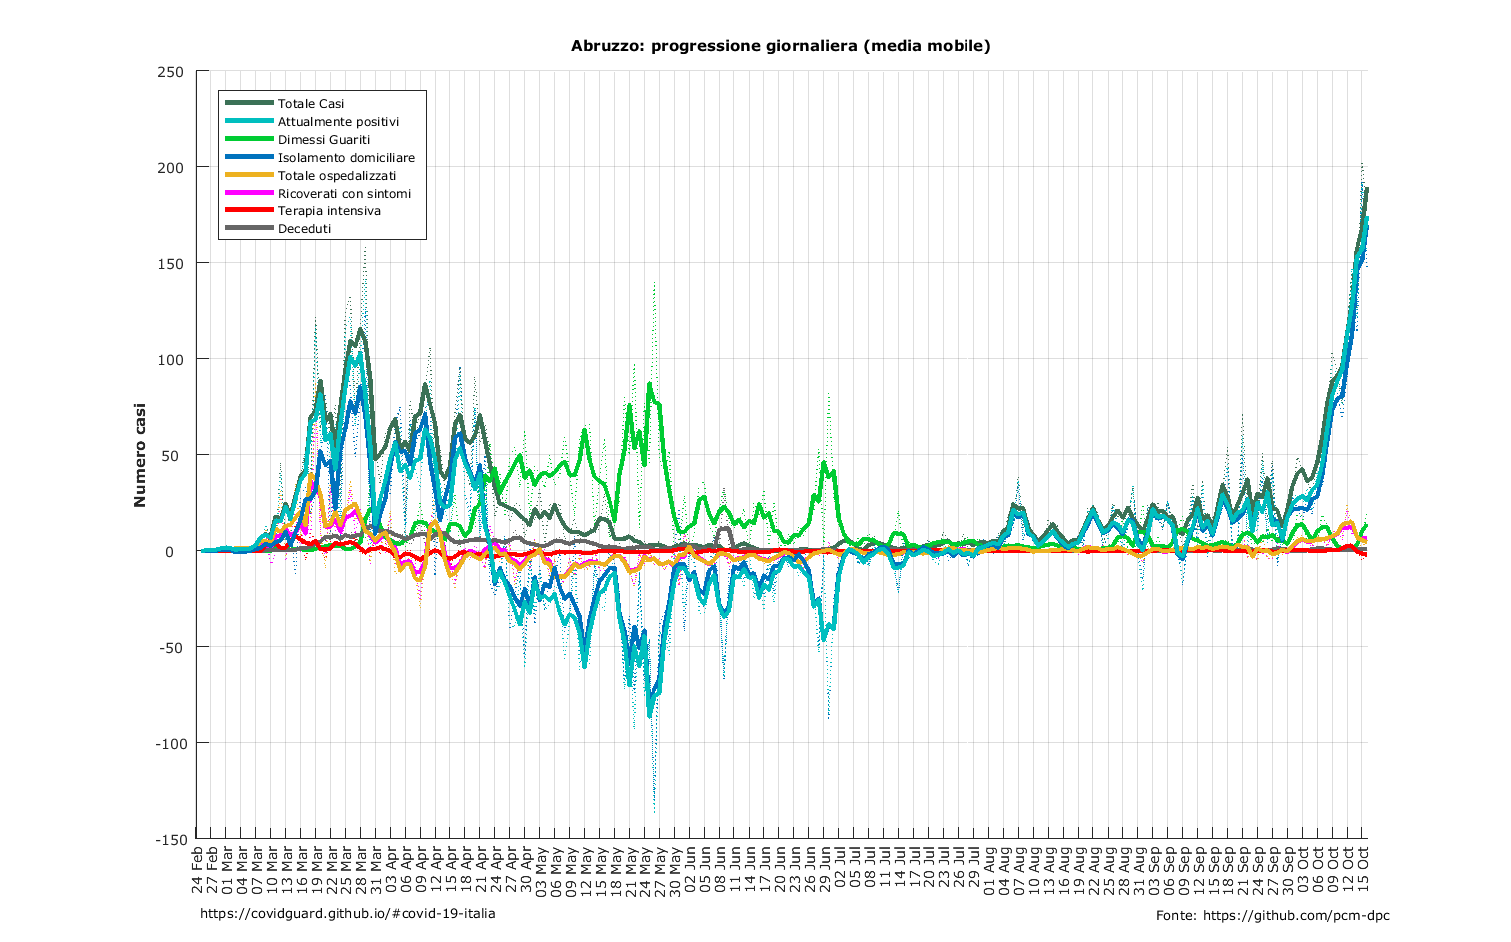 Abruzzo: progressione giornaliera (media mobile)
250
200
150
100
50
0
-50
-100
-150
Numero casi
Totale Casi
Attualmente positivi
Dimessi Guariti
Isolamento domiciliare
Totale ospedalizzati
Ricoverati con sintomi
Terapia intensiva
Deceduti
24 Feb
27 Feb
01 Mar
04 Mar
07 Mar
10 Mar
13 Mar
16 Mar
19 Mar
22 Mar
25 Mar
28 Mar
31 Mar
03 Apr
06 Apr
09 Apr
12 Apr
15 Apr
18 Apr
21 Apr
24 Apr
27 Apr
30 Apr
03 May
06 May
09 May
12 May
15 May
18 May
21 May
24 May
27 May
30 May
02 Jun
05 Jun
08 Jun
11 Jun
14 Jun
17 Jun
20 Jun
23 Jun
26 Jun
29 Jun
02 Jul
05 Jul
08 Jul
11 Jul
14 Jul
17 Jul
20 Jul
23 Jul
26 Jul
29 Jul
01 Aug
04 Aug
07 Aug
10 Aug
13 Aug
16 Aug
19 Aug
22 Aug
25 Aug
28 Aug
31 Aug
03 Sep
06 Sep
09 Sep
12 Sep
15 Sep
18 Sep
21 Sep
24 Sep
27 Sep
30 Sep
03 Oct
06 Oct
09 Oct
12 Oct
15 Oct
https://covidguard.github.io/#covid-19-italia
Fonte: https://github.com/pcm-dpc